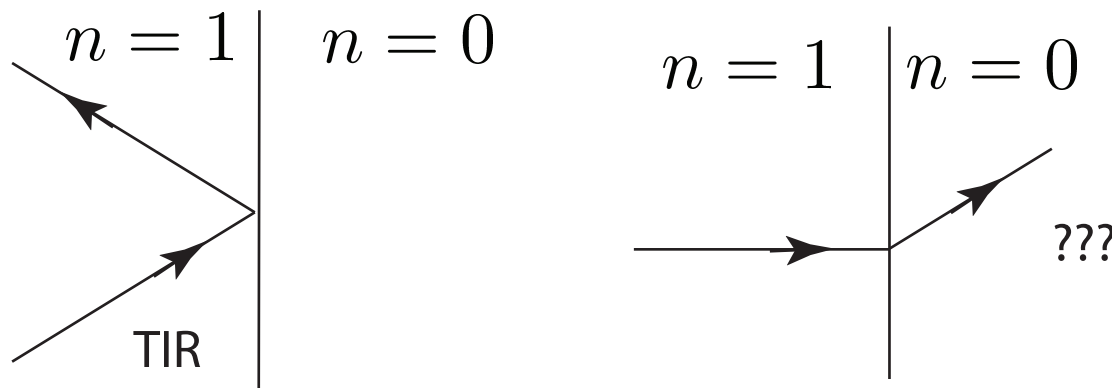 n = 1
n = 0
TIR
n = 1
n = 0
???